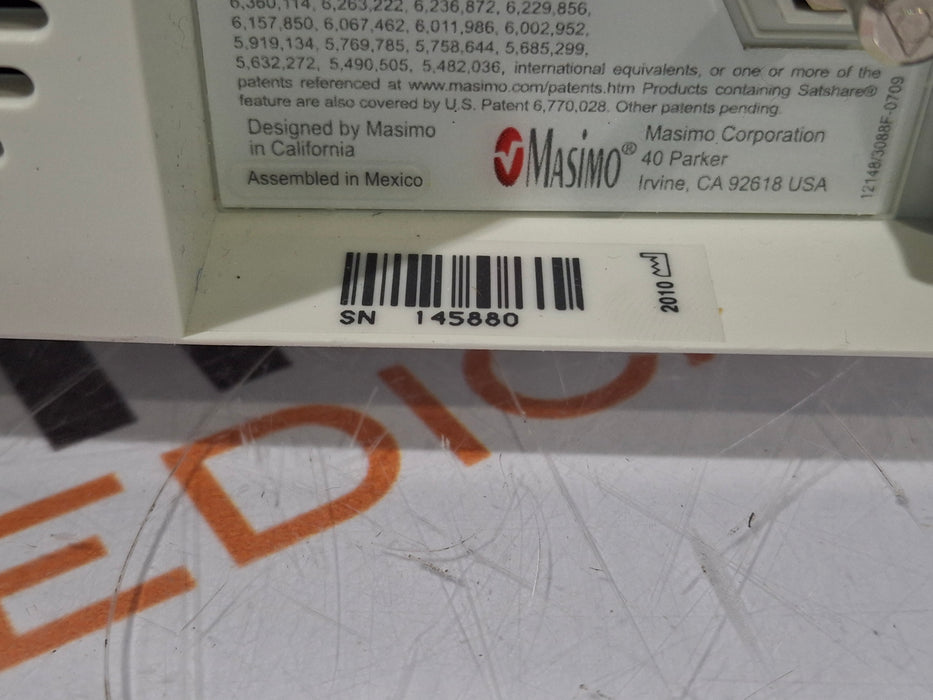 6,360,114, 6,263,222, 6,236,872, 6,229,856,
6,157,850, 6,067,462, 6,011,986, 6,002,952,
5,919,134, 5,769,785, 5,758,644, 5,685,299,
5,632,272, 5,490,505, 5,482,036, international equivalents, or one or more of the
patents referenced at www.masimo.com/patents.htm Products containing Satshare®
feature are also covered by U.S. Patent 6,770,028. Other patents pending.
Designed by Masimo
in California
Assembled in Mexico
MASIMO®
Masimo Corporation
40 Parker
Irvine, CA 92618 USA
12148/3088F-0709
SN 145880
2010
EDIC